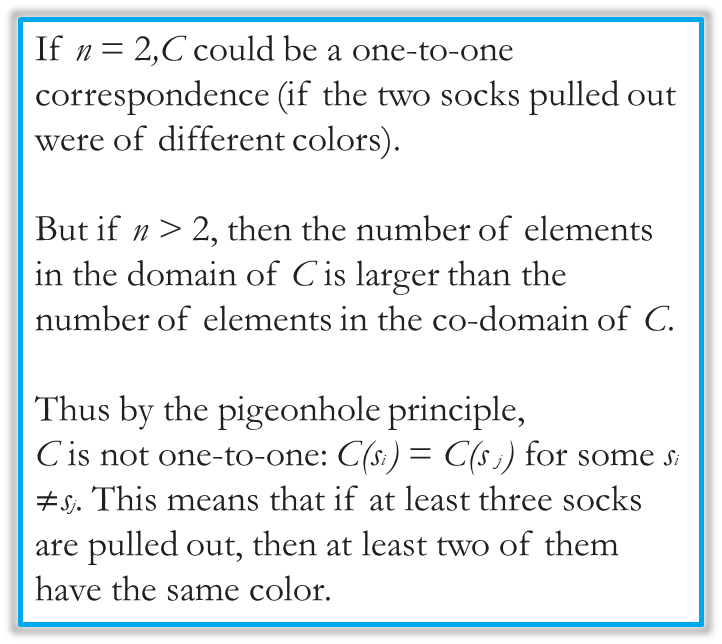 If n = 2,C could be a one-to-one
correspondence (if the two socks pulled out
were of different colors).
But if n > 2, then the number of elements
in the domain of C is larger than the
number of elements in the co-domain of C.
Thus by the pigeonhole principle,
C is not one-to-one: C(sᵢ) = C(s ⱼ) for some sᵢ
≠sⱼ. This means that if at least three socks
are pulled out, then at least two of them
have the same color.